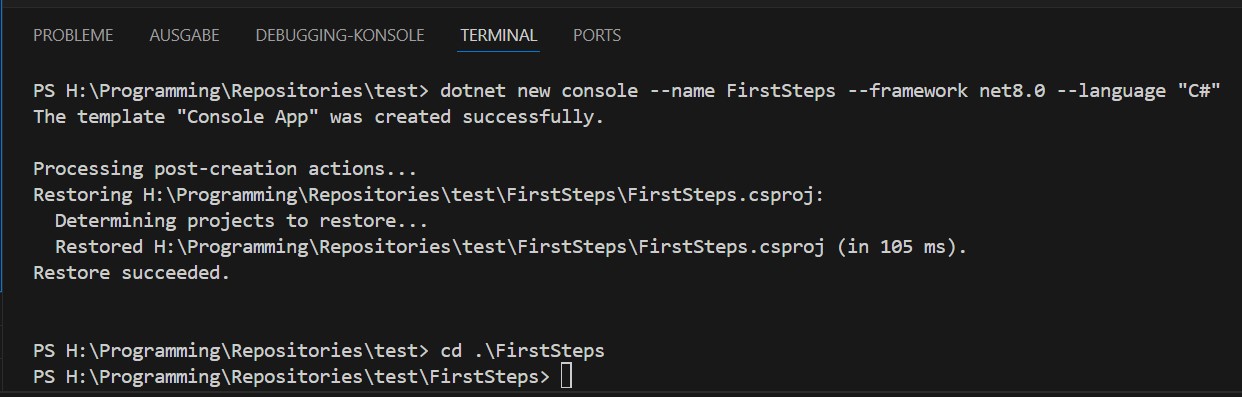 PROBLEME AUSGABE DEBUGGING-KONSOLE TERMINAL PORTS
PS H:\Programming\Repositories\test> dotnet new console --name FirstSteps --framework net8.0 --language "C#"
The template "Console App" was created successfully.
Processing post-creation actions...
Restoring H:\Programming\Repositories\test\FirstSteps\FirstSteps.csproj:
  Determining projects to restore...
  Restored H:\Programming\Repositories\test\FirstSteps\FirstSteps.csproj (in 105 ms).
Restore succeeded.
PS H:\Programming\Repositories\test> cd .\FirstSteps
PS H:\Programming\Repositories\test\FirstSteps>